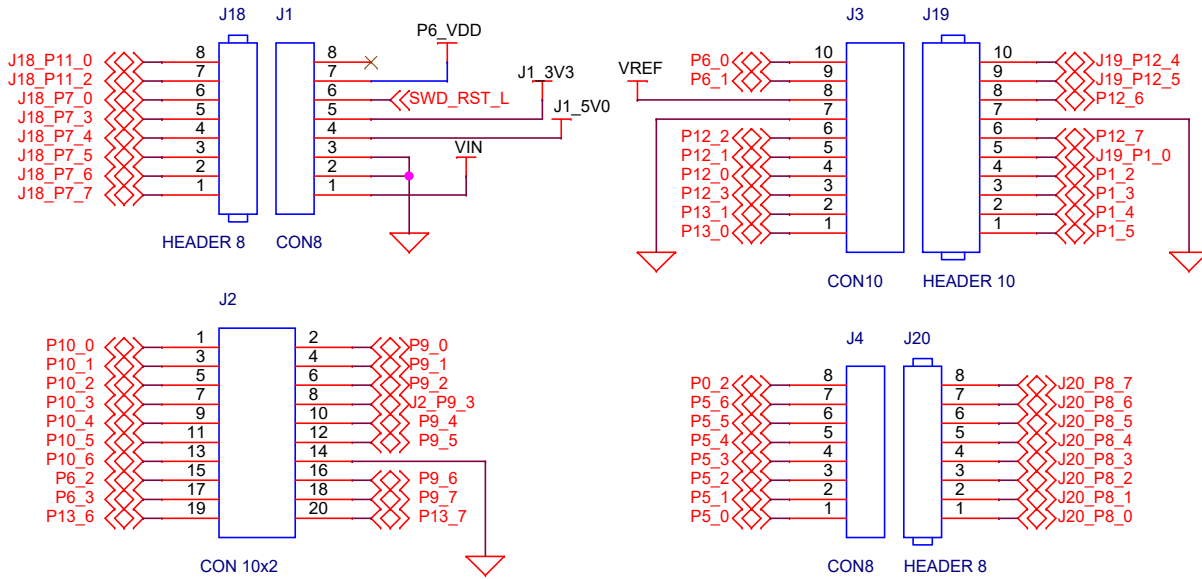 J18 J1
P6_VDD
J18_P11_0 8 8
J18_P11_2 7 7
J18_P7_0 6 6 SWD_RST_L
J18_P7_3 5 5 J1_3V3
J18_P7_4 4 4 J1_5V0
J18_P7_5 3 3 VIN
J18_P7_6 2 2
J18_P7_7 1 1
HEADER 8 CON8
J3 J19
P6_0 10 10 J19_P12_4
P6_1 9 9 J19_P12_5
VREF 8 8 P12_6
7 7
P12_2 6 6 P12_7
P12_1 5 5 J19_P1_0
P12_0 4 4 P1_2
P12_3 3 3 P1_3
P13_1 2 2 P1_4
P13_0 1 1 P1_5
CON10 HEADER 10
J2
P10_0 1 2 P9_0
P10_1 3 4 P9_1
P10_2 5 6 P9_2
P10_3 7 8 J2_P9_3
P10_4 9 10 P9_4
P10_5 11 12 P9_5
P10_6 13 14
P6_2 15 16 P9_6
P6_3 17 18 P9_7
P13_6 19 20 P13_7
CON 10x2
J4 J20
P0_2 8 8 J20_P8_7
P5_6 7 7 J20_P8_6
P5_5 6 6 J20_P8_5
P5_4 5 5 J20_P8_4
P5_3 4 4 J20_P8_3
P5_2 3 3 J20_P8_2
P5_1 2 2 J20_P8_1
P5_0 1 1 J20_P8_0
CON8 HEADER 8